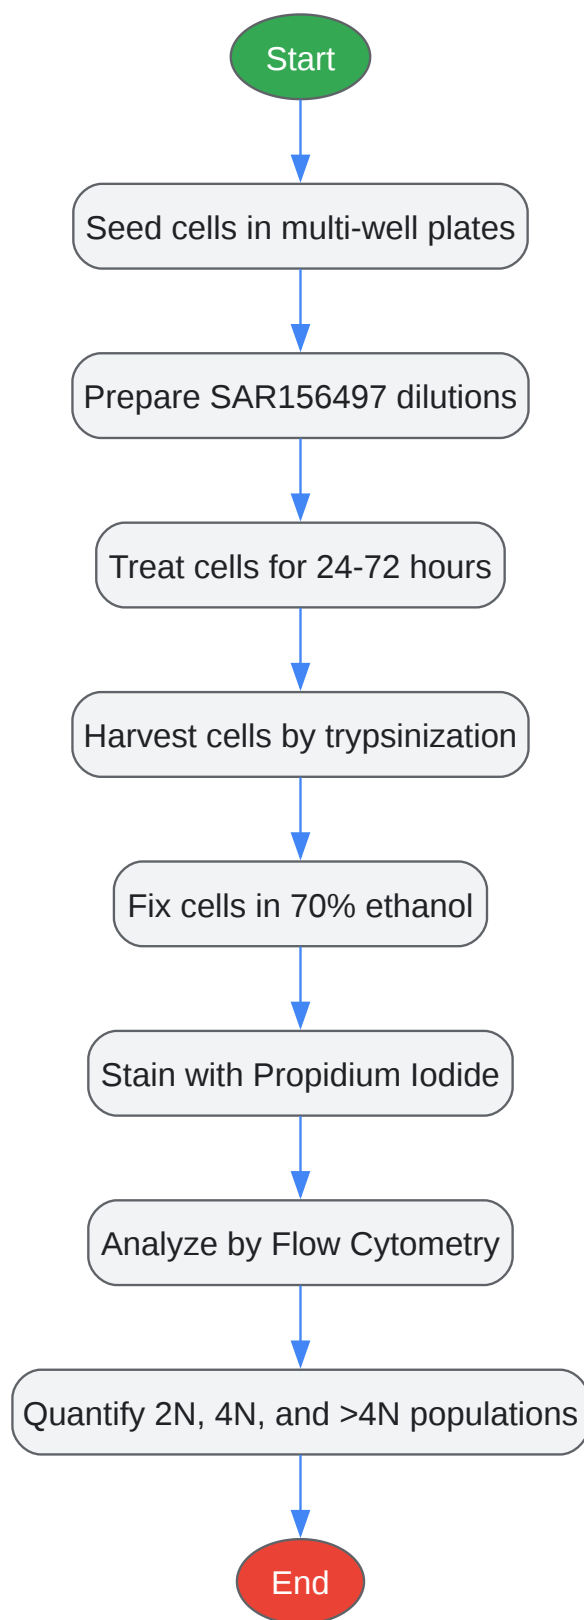 Start
Seed cells in multi-well plates
Prepare SAR156497 dilutions
Treat cells for 24-72 hours
Harvest cells by trypsinization
Fix cells in 70% ethanol
Stain with Propidium Iodide
Analyze by Flow Cytometry
Quantify 2N, 4N, and >4N populations
End